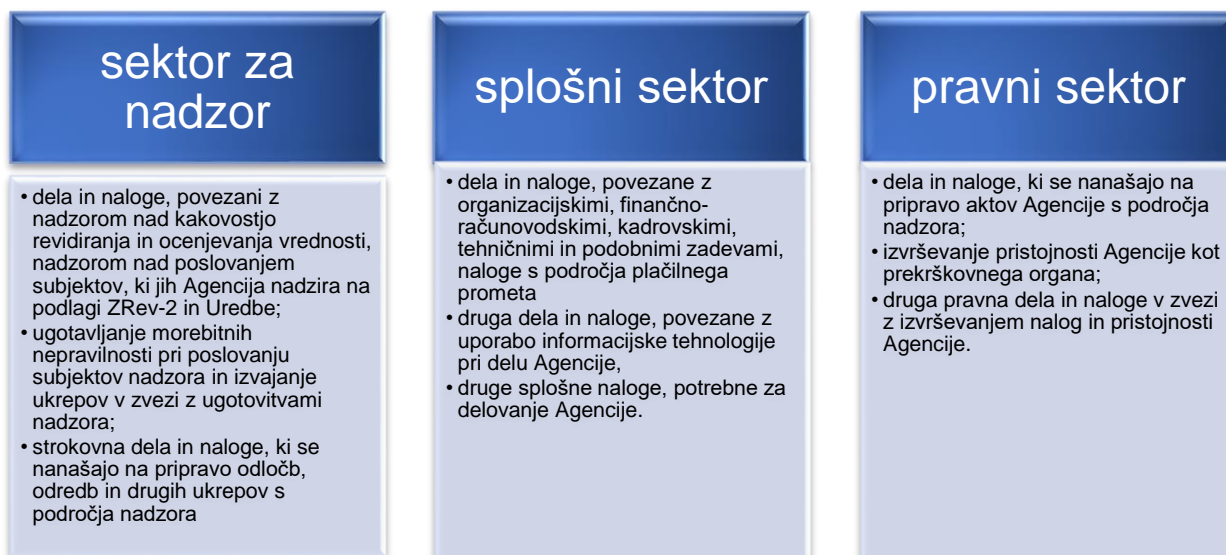 sektor za
nadzor
• dela in naloge, povezani z
nadzorom nad kakovostjo
revidiranja in ocenjevanja vrednosti,
nadzorom nad poslovanjem
subjektov, ki jih Agencija nadzira na
podlagi ZRev-2 in Uredbe;
• ugotavljanje morebitnih
nepravilnosti pri poslovanju
subjektov nadzora in izvajanje
ukrepov v zvezi z ugotovitvami
nadzora;
• strokovna dela in naloge, ki se
nanašajo na pripravo odločb,
odredb in drugih ukrepov s
področja nadzora
splošni sektor
• dela in naloge, povezane z
organizacijskimi, finančno-
računovodskimi, kadrovskimi,
tehničnimi in podobnimi zadevami,
naloge s področja plačilnega
prometa
• druga dela in naloge, povezane z
uporabo informacijske tehnologije
pri delu Agencije,
• druge splošne naloge, potrebne za
delovanje Agencije.
pravni sektor
• dela in naloge, ki se nanašajo na
pripravo aktov Agencije s področja
nadzora;
• izvrševanje pristojnosti Agencije kot
prekrškovnega organa;
• druga pravna dela in naloge v zvezi
z izvrševanjem nalog in pristojnosti
Agencije.